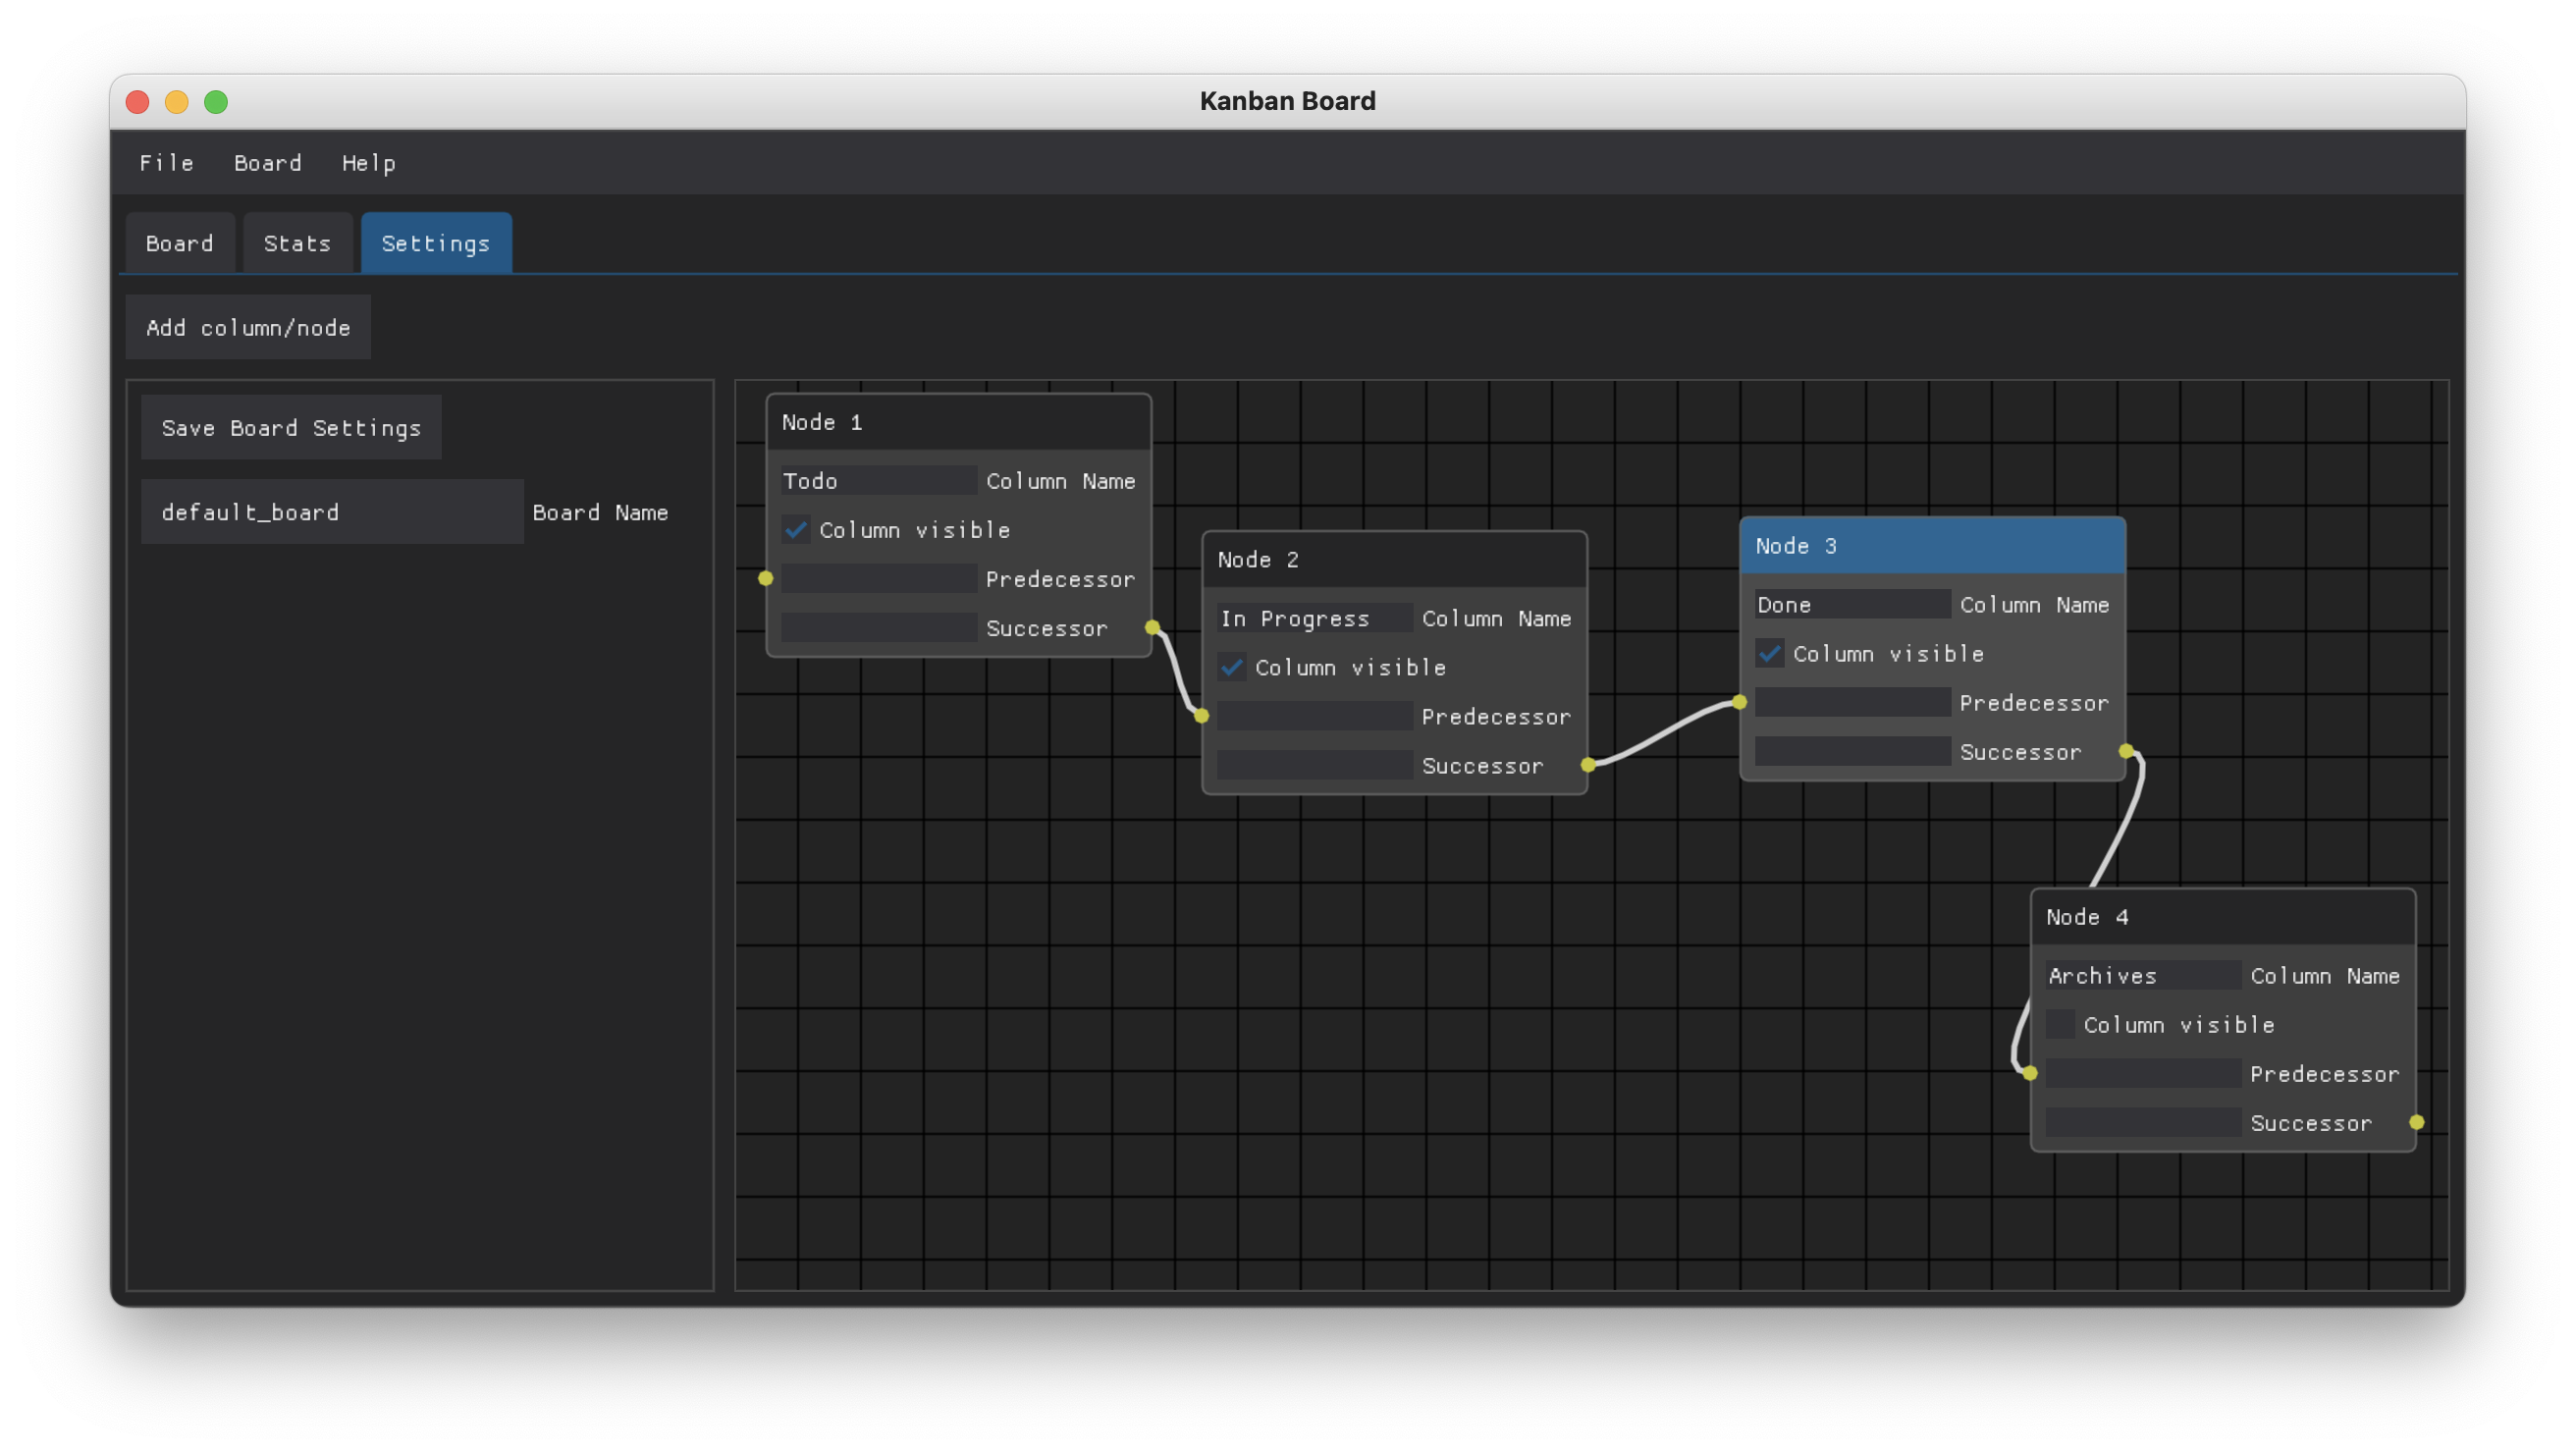 Kanban Board
File Board Help
Board Stats Settings
Add column/node
Save Board Settings
default_board Board Name
Node 1
Todo Column Name
Column visible
Predecessor
Successor
Node 2
In Progress Column Name
Column visible
Predecessor
Successor
Node 3
Done Column Name
Column visible
Predecessor
Successor
Node 4
Archives Column Name
Column visible
Predecessor
Successor